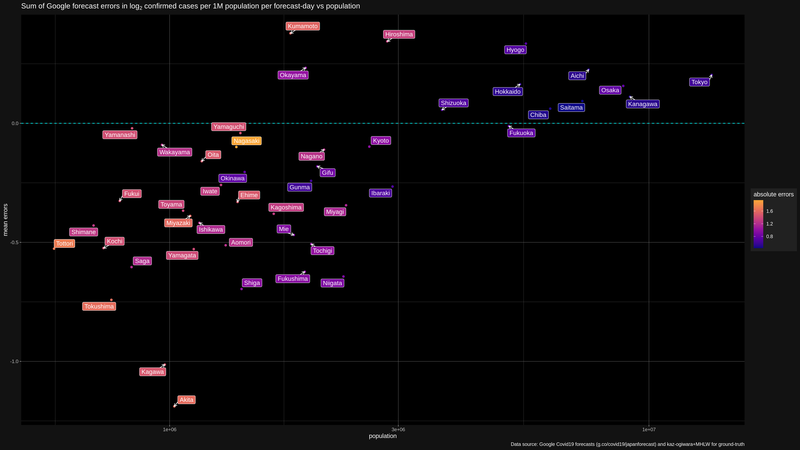 Sum of Google forecast errors in log2 confirmed cases per 1M population per forecast-day vs population
Kumamoto
Hiroshima
Hyogo
Okayama
Aichi
Tokyo
Hokkaido
Osaka
Shizuoka
Kanagawa
Saitama
Chiba
0.0
Yamaguchi
Yamanashi
Fukuoka
Nagasaki
Kyoto
Wakayama
Oita
Nagano
Gifu
Okinawa
Gunma
Fukui
Iwate
Ehime
Ibaraki
Toyama
Kagoshima
Miyagi
absolute errors
1.6
1.2
0.8
mean errors
Miyazaki
Shimane
Ishikawa
Mie
Tottori
Kochi
Aomori
-0.5
Tochigi
Yamagata
Saga
Fukushima
Shiga
Niigata
Tokushima
-1.0
Kagawa
Akita
1e+06
3e+06
1e+07
population
Data source: Google Covid19 forecasts (g.co/covid19/japanforecast) and kaz-ogiwara+MHLW for ground-truth